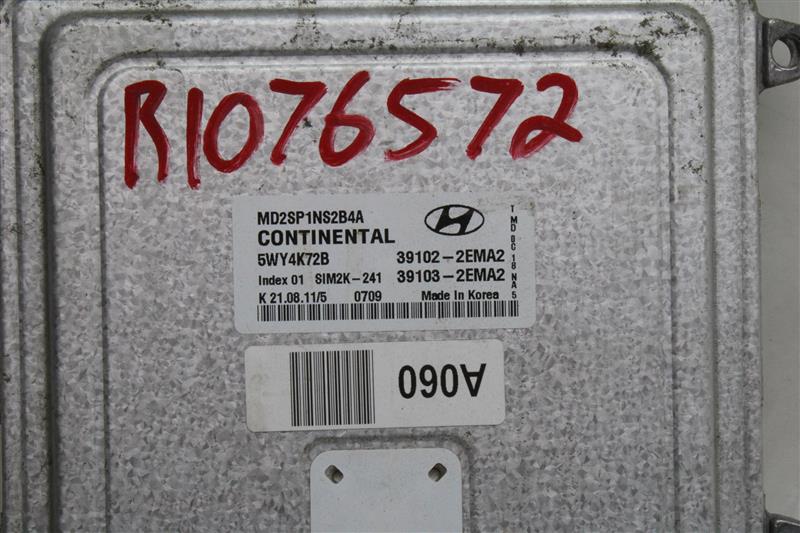 R1076572
MD2SP1NS2B4A
CONTINENTAL
5WY4K72B 39102-2EMA2
Index 01 SIM2K-241 39103-2EMA2
K 21.08.11/5 0709 Made In Korea
A060